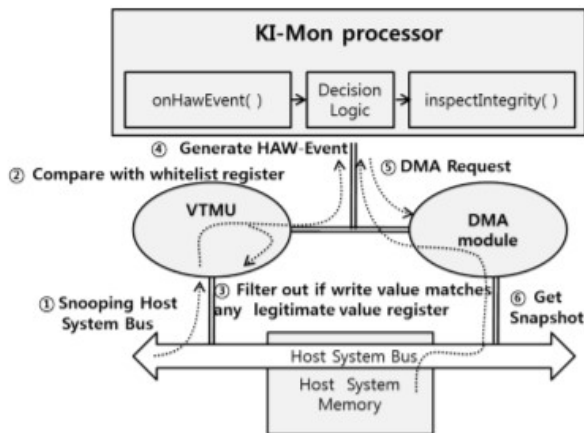 KI-Mon processor
onHawEvent( )
Decision
Logic
inspectIntegrity( )
④ Generate HAW-Event
② Compare with whitelist register
⑤ DMA Request
VTMU
DMA
module
① Snooping Host
System Bus
③ Filter out if write value matches
any legitimate value register
⑥ Get
Snapshot
Host System Bus
Host System
Memory